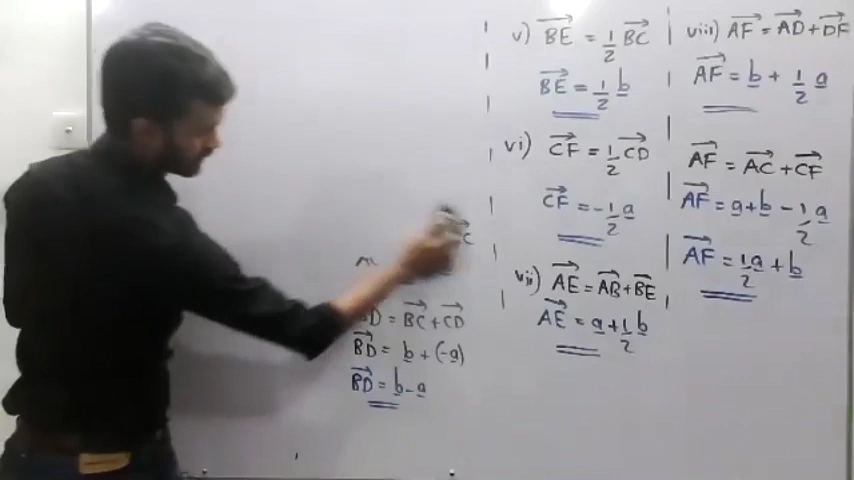 BD = BC + CD
BD = b + (-a)
BD = b - a
v) BE = 1/2 BC
BE = 1/2 b
vi) CF = 1/2 CD
CF = - 1/2 a
vii) AE = AB + BE
AE = a + 1/2 b
viii) AF = AD + DF
AF = b + 1/2 a
AF = AC + CF
AF = a + b - 1/2 a
AF = 1/2 a + b